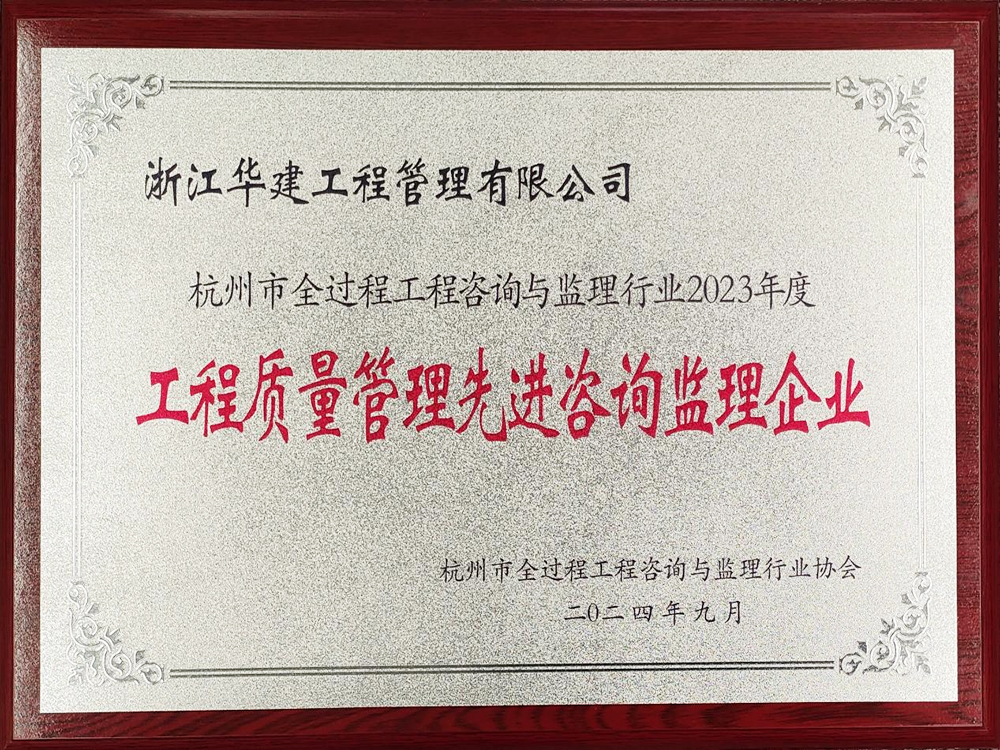 浙江华建工程管理有限公司
杭州市全过程工程咨询与监理行业2023年度
工程质量管理先进咨询监理企业
杭州市全过程工程咨询与监理行业协会
二0二四年九月